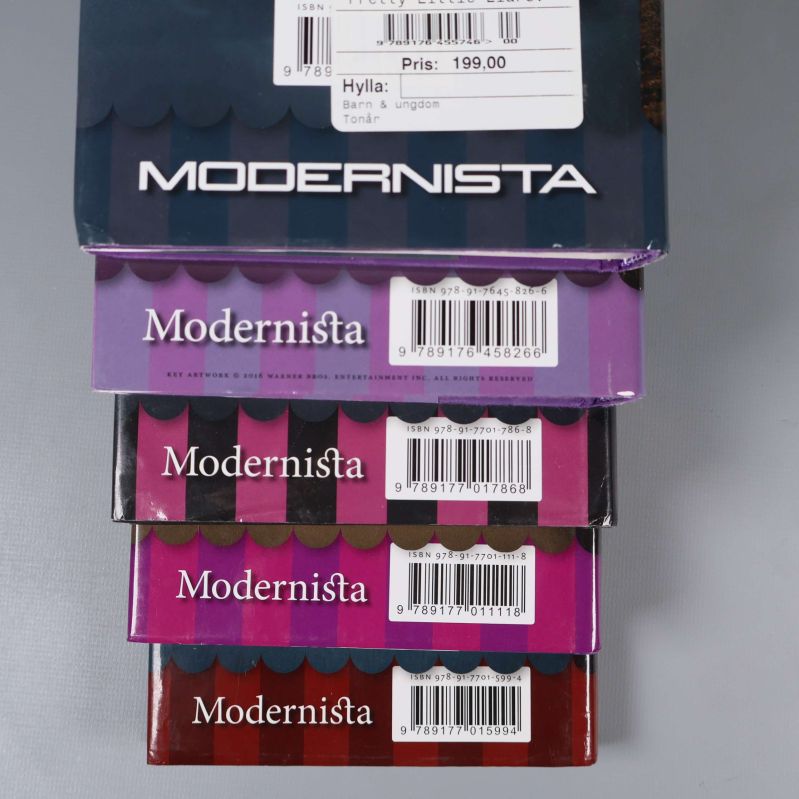 ISBN
Pretty Little Liars.
9 789176 455746> 00
9 789
Pris: 199,00
Hylla:
Barn & ungdom
Tonår
MODERNISTA
ISBN 978-91-7645-826-6
Modernista
9 789176 458266
KEY ARTWORK © 2016 WARNER BROS. ENTERTAINMENT INC. ALL RIGHTS RESERVED
ISBN 978-91-7701-786-8
Modernista
9 789177 017868
ISBN 978-91-7701-111-8
Modernista
9 789177 011118
ISBN 978-91-7701-599-4
Modernista
9 789177 015994